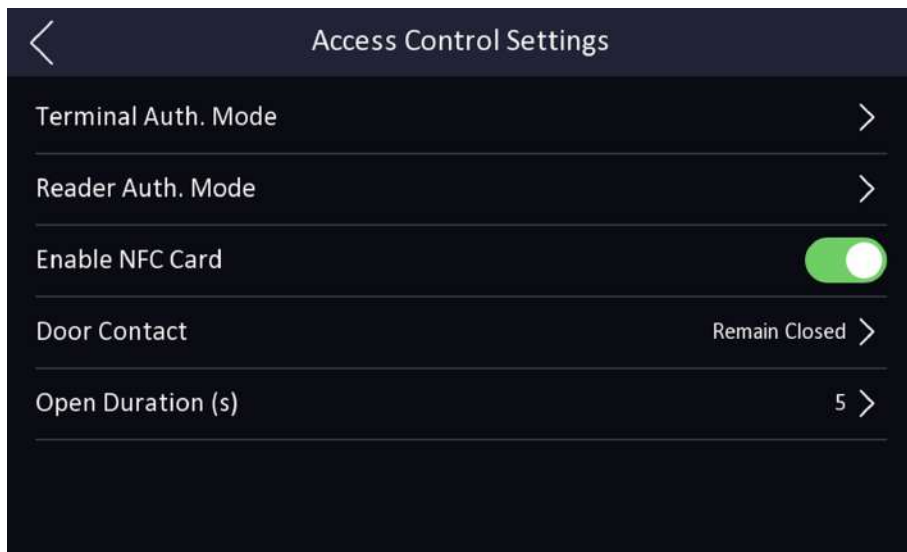 Access Control Settings
Terminal Auth. Mode
Reader Auth. Mode
Enable NFC Card
Door Contact Remain Closed
Open Duration (s) 5